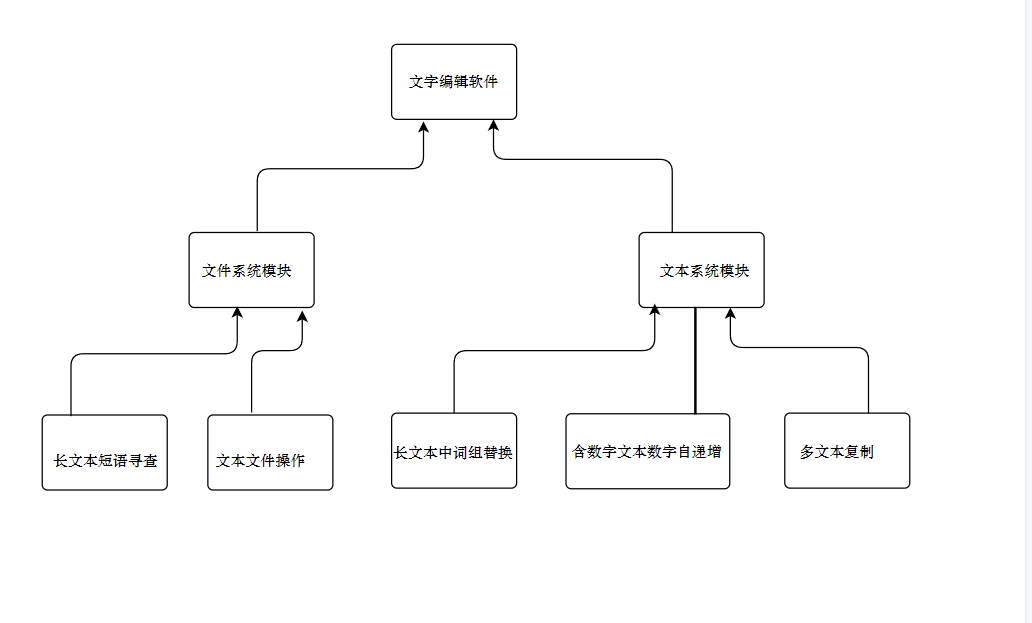 文字编辑软件
文件系统模块
文本系统模块
长文本短语寻查
文本文件操作
长文本中词组替换
含数字文本数字自递增
多文本复制